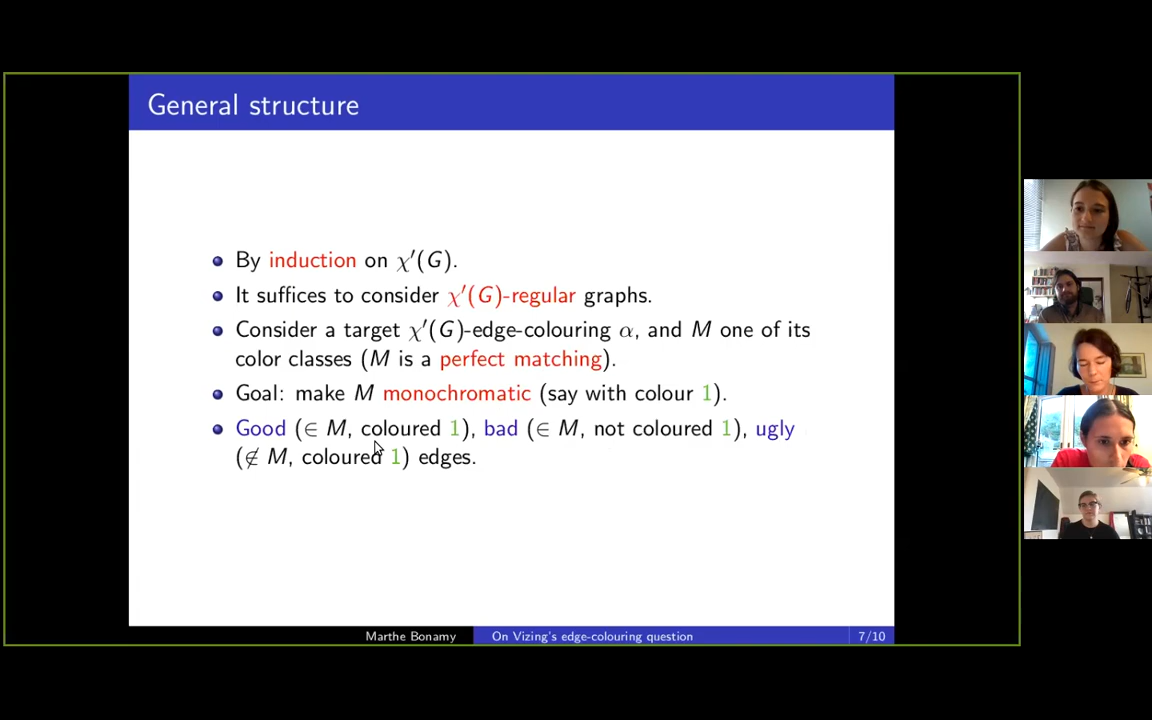 General structure
By induction on χ′(G).
It suffices to consider χ′(G)-regular graphs.
Consider a target χ′(G)-edge-colouring α, and M one of its
color classes (M is a perfect matching).
Goal: make M monochromatic (say with colour 1).
Good (∈ M, coloured 1), bad (∈ M, not coloured 1), ugly
(∉ M, coloured 1) edges.
Marthe Bonamy On Vizing's edge-colouring question 7/10